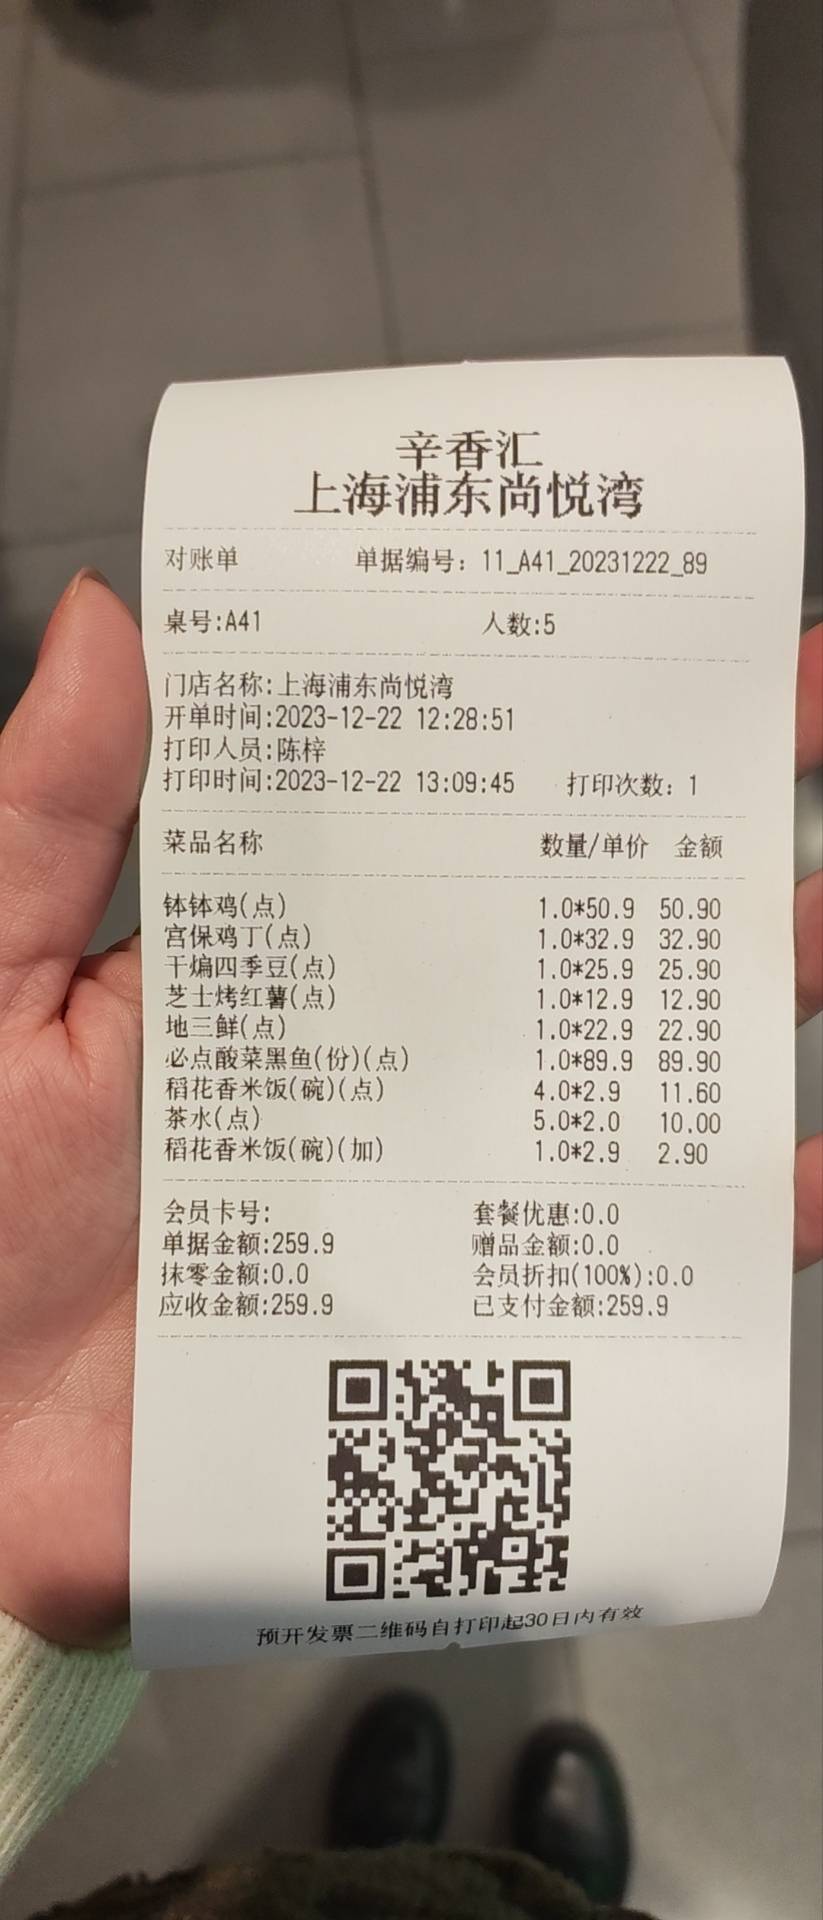 辛香汇
上海浦东尚悦湾
对账单 单据编号：11_A41_20231222_89
桌号:A41 人数:5
门店名称:上海浦东尚悦湾
开单时间:2023-12-22 12:28:51
打印人员:陈梓
打印时间:2023-12-22 13:09:45 打印次数：1
菜品名称 数量/单价 金额
钵钵鸡(点) 1.0*50.9 50.90
宫保鸡丁(点) 1.0*32.9 32.90
干煸四季豆(点) 1.0*25.9 25.90
芝士烤红薯(点) 1.0*12.9 12.90
地三鲜(点) 1.0*22.9 22.90
必点酸菜黑鱼(份)(点) 1.0*89.9 89.90
稻花香米饭(碗)(点) 4.0*2.9 11.60
茶水(点) 5.0*2.0 10.00
稻花香米饭(碗)(加) 1.0*2.9 2.90
会员卡号: 套餐优惠:0.0
单据金额:259.9 赠品金额:0.0
抹零金额:0.0 会员折扣(100%):0.0
应收金额:259.9 已支付金额:259.9
预开发票二维码自打印起30日内有效